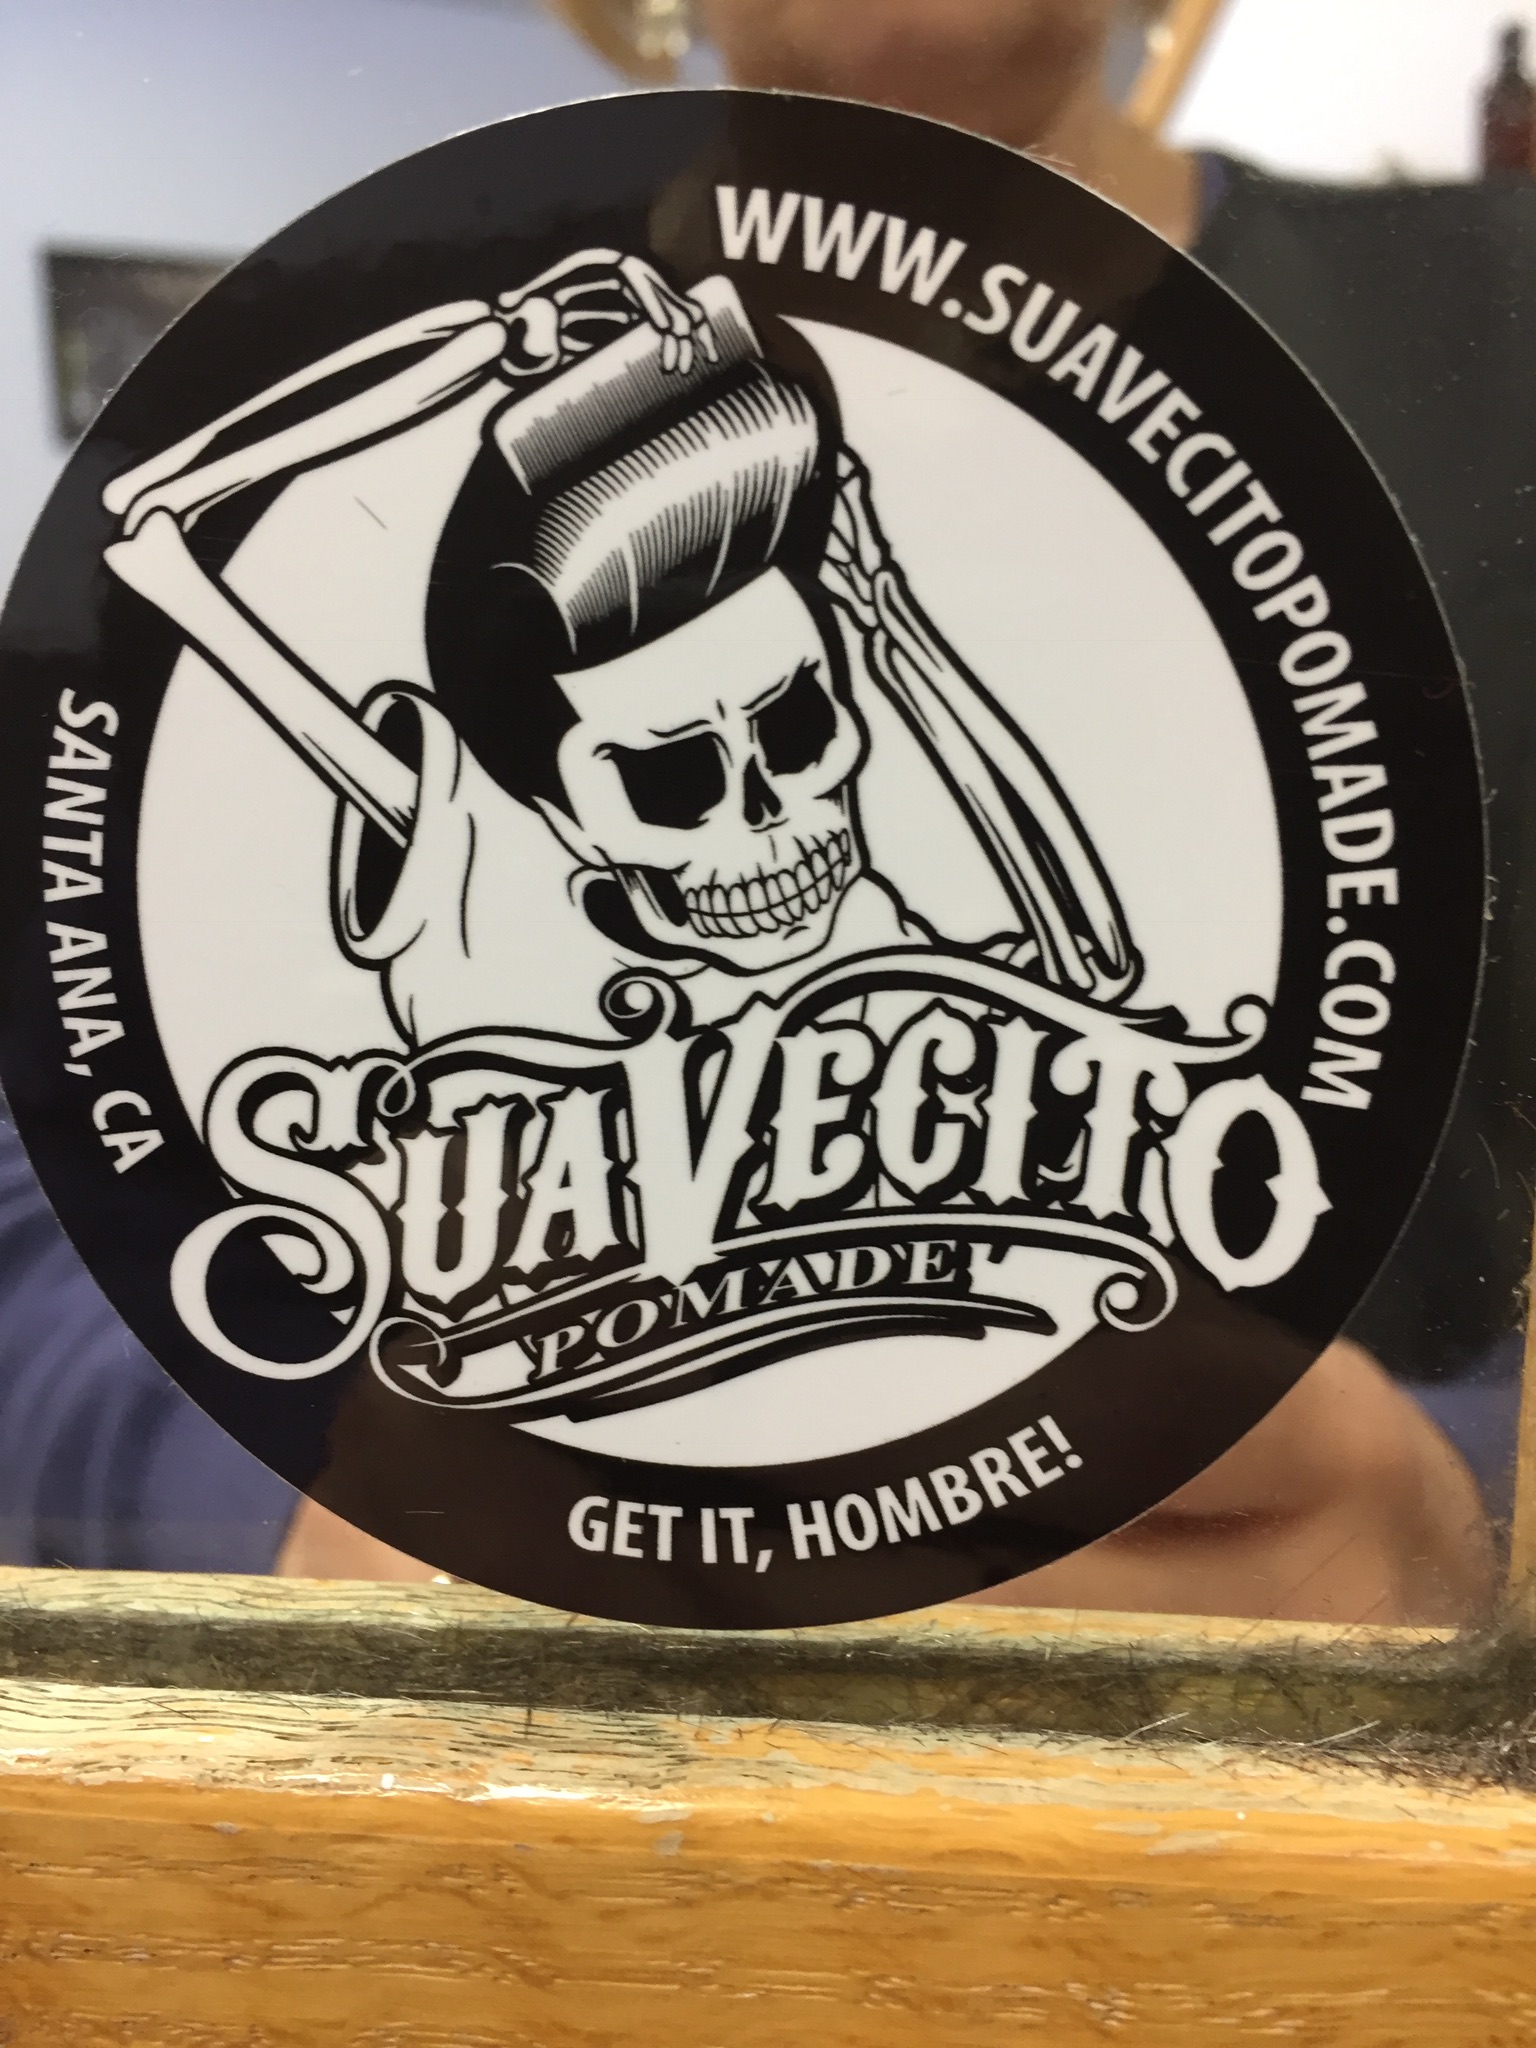 WWW.SUAVECITOPOMADE.COM
SANTA ANA, CA
SUAVECITO
POMADE
GET IT, HOMBRE!